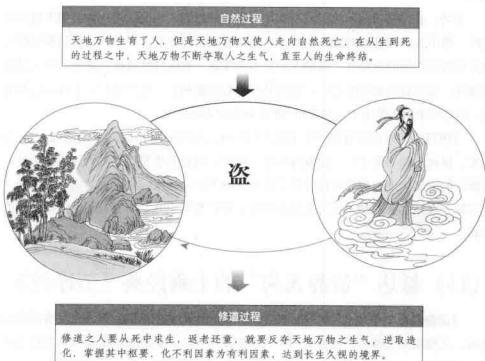 自然过程
天地万物生育了人，但是天地万物又使人走向自然死亡，在从生到死
的过程之中，天地万物不断夺取人之生气，直至人的生命终结。
盗
修道过程
修道之人要从死中求生，返老还童，就要反夺天地万物之生气，逆取造
化，掌握其中枢要，化不利因素为有利因素，达到长生久视的境界。